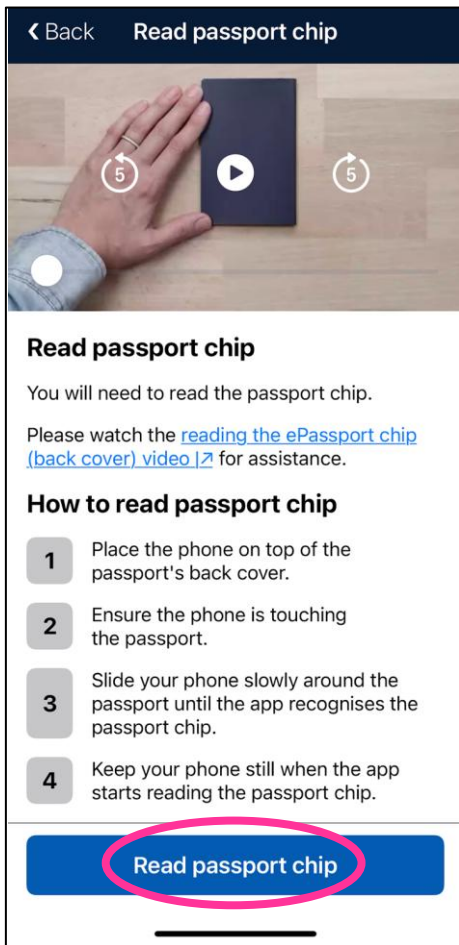 Back Read passport chip
5 5
Read passport chip
You will need to read the passport chip.
Please watch the reading the ePassport chip
(back cover) video for assistance.
How to read passport chip
1 Place the phone on top of the
passport's back cover.
2 Ensure the phone is touching
the passport.
3 Slide your phone slowly around the
passport until the app recognises the
passport chip.
4 Keep your phone still when the app
starts reading the passport chip.
Read passport chip